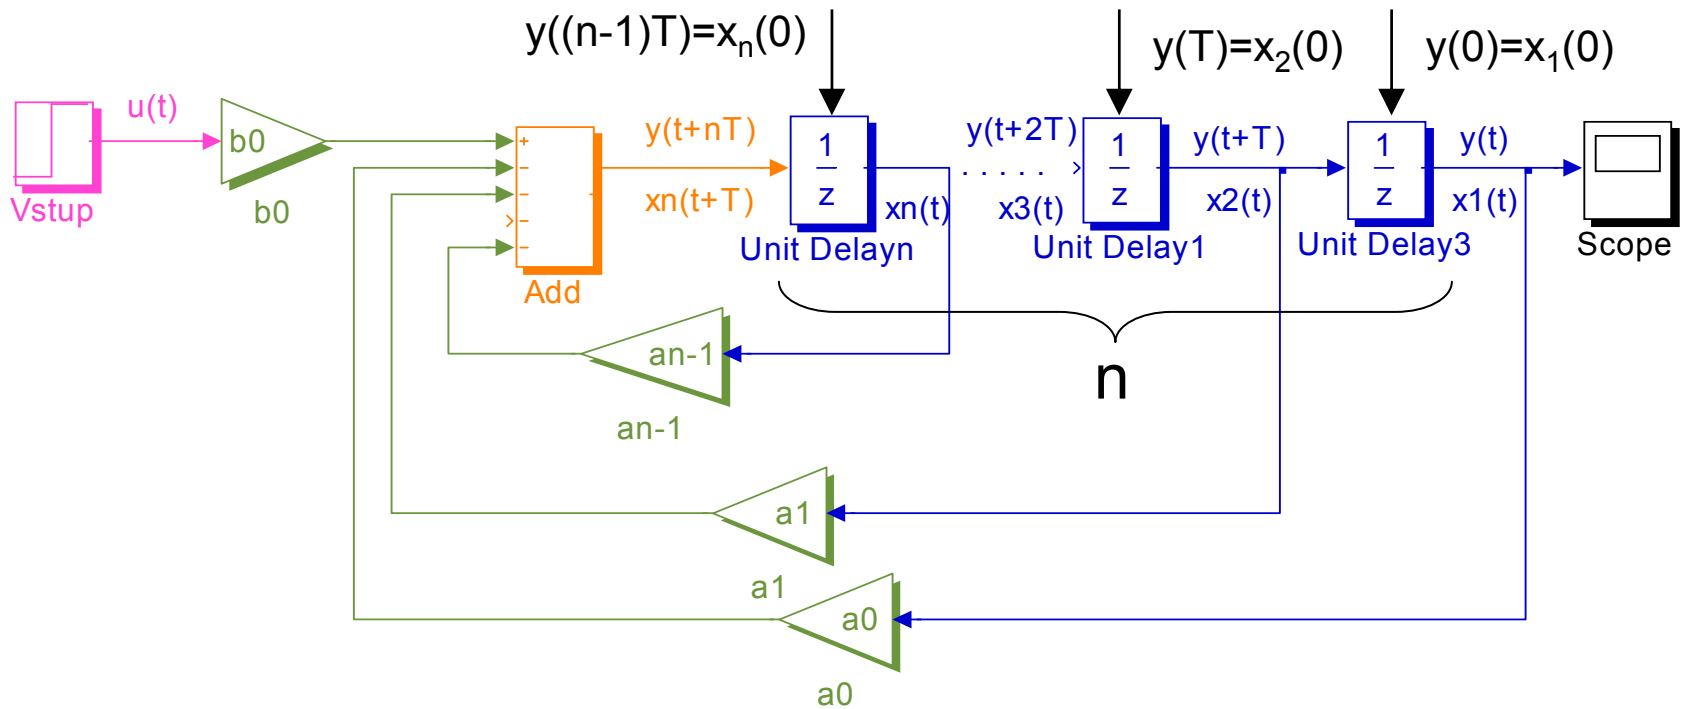 y((n-1)T)=xn(0)
y(T)=x2(0)
y(0)=x1(0)
u(t)
b0
y(t+nT)
1
z
y(t+2T)
1
z
y(t+T)
1
z
y(t)
+
−
−
−
−
. . . . .
Vstup
b0
xn(t+T)
xn(t)
x3(t)
x2(t)
x1(t)
Add
Unit Delayn
Unit Delay1
Unit Delay3
Scope
n
an-1
an-1
a1
a1
a0
a0